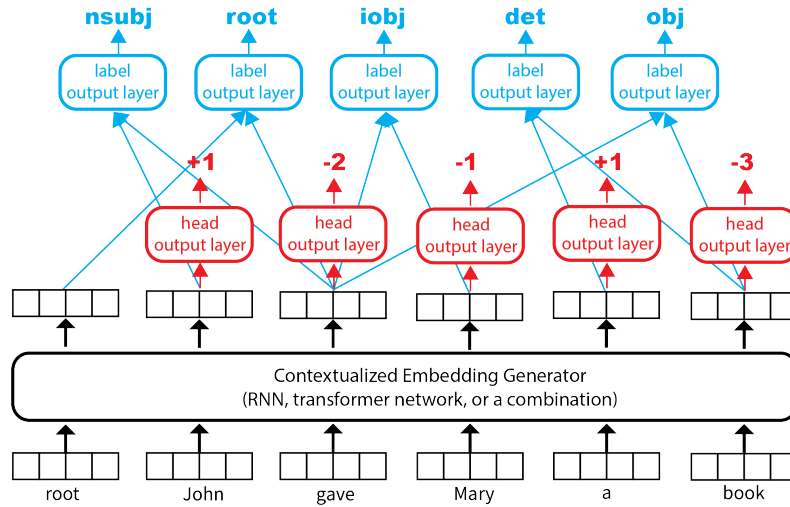 nsubj root iobj det obj
label output layer label output layer label output layer label output layer label output layer
+1 -2 -1 +1 -3
head output layer head output layer head output layer head output layer head output layer
Contextualized Embedding Generator
(RNN, transformer network, or a combination)
root John gave Mary a book